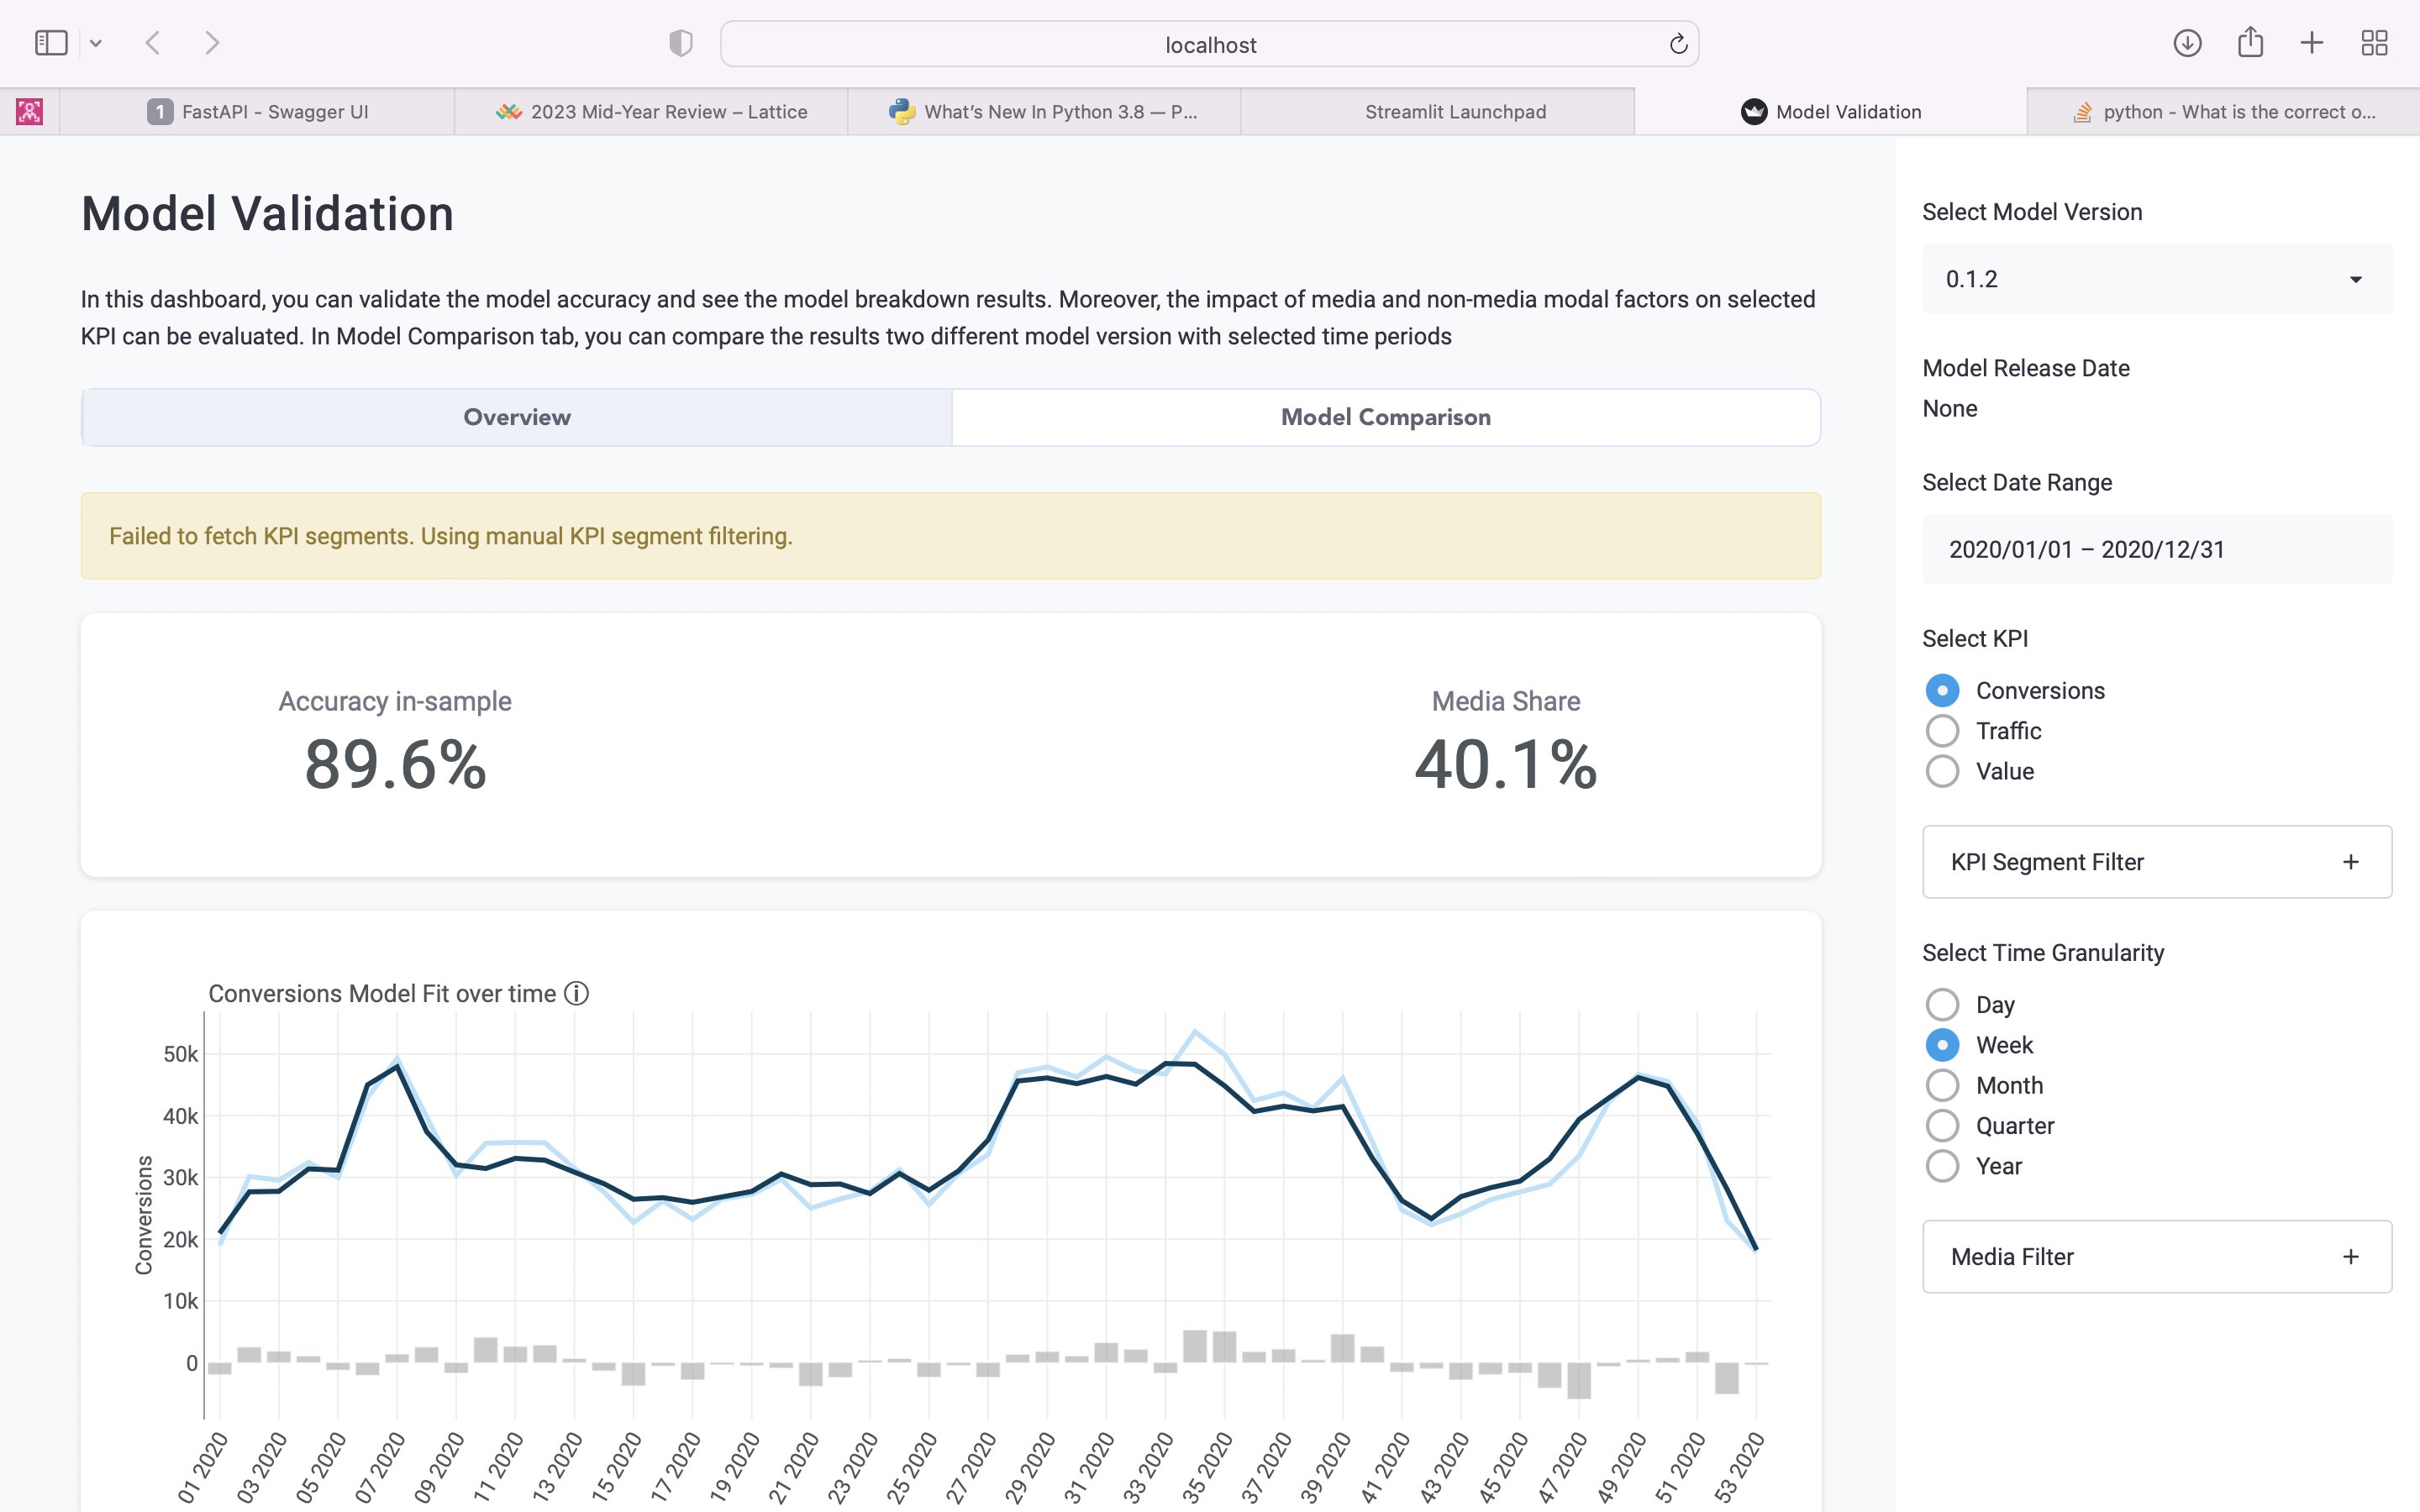 localhost
1 FastAPI - Swagger UI
2023 Mid-Year Review – Lattice
What's New In Python 3.8 — P...
Streamlit Launchpad
Model Validation
python - What is the correct o...
Model Validation
In this dashboard, you can validate the model accuracy and see the model breakdown results. Moreover, the impact of media and non-media modal factors on selected
KPI can be evaluated. In Model Comparison tab, you can compare the results two different model version with selected time periods
Overview
Model Comparison
Failed to fetch KPI segments. Using manual KPI segment filtering.
Accuracy in-sample
89.6%
Media Share
40.1%
Conversions Model Fit over time
Conversions
50k
40k
30k
20k
10k
0
01 2020
03 2020
05 2020
07 2020
09 2020
11 2020
13 2020
15 2020
17 2020
19 2020
21 2020
23 2020
25 2020
27 2020
29 2020
31 2020
33 2020
35 2020
37 2020
39 2020
41 2020
43 2020
45 2020
47 2020
49 2020
51 2020
53 2020
Select Model Version
0.1.2
Model Release Date
None
Select Date Range
2020/01/01 – 2020/12/31
Select KPI
Conversions
Traffic
Value
KPI Segment Filter
Select Time Granularity
Day
Week
Month
Quarter
Year
Media Filter